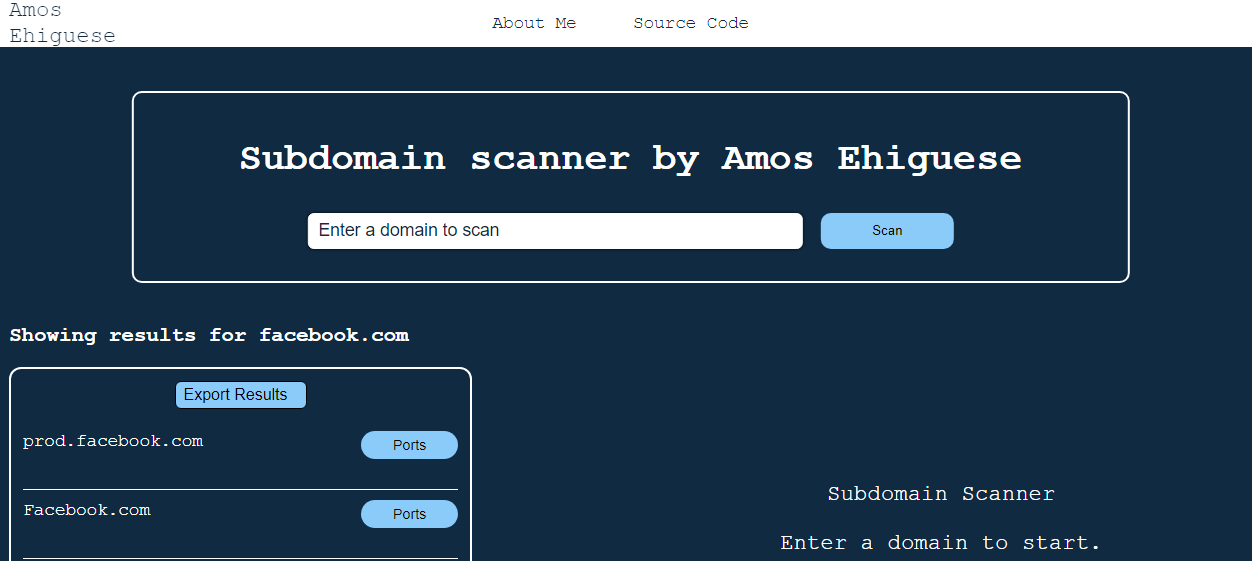 Amos
Ehiguese
About Me
Source Code
Subdomain scanner by Amos Ehiguese
Enter a domain to scan
Scan
Showing results for facebook.com
Export Results
prod.facebook.com
Ports
Facebook.com
Ports
Subdomain Scanner
Enter a domain to start.